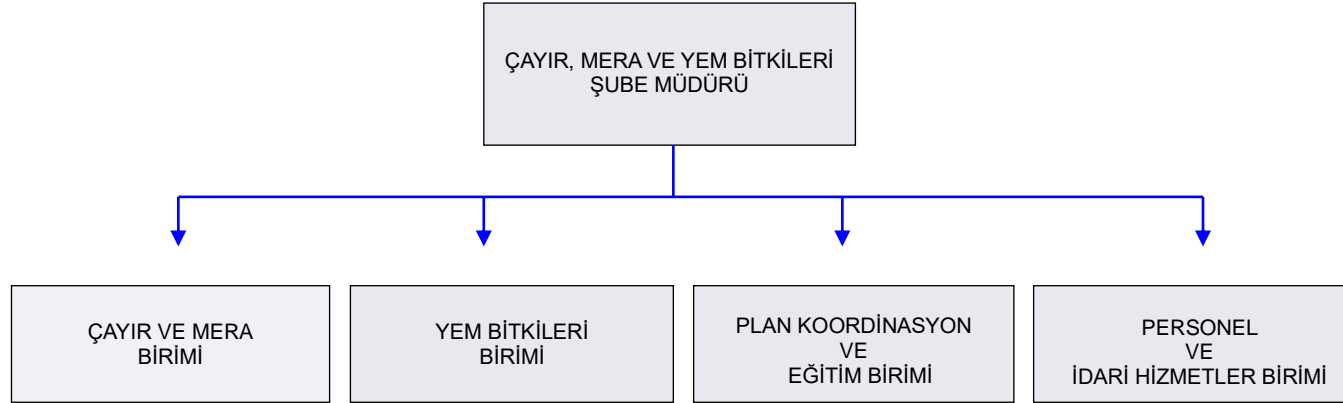 ÇAYIR, MERA VE YEM BİTKİLERİ
ŞUBE MÜDÜRÜ
ÇAYIR VE MERA
BİRİMİ
YEM BİTKİLERİ
BİRİMİ
PLAN KOORDİNASYON
VE
EĞİTİM BİRİMİ
PERSONEL
VE
İDARİ HİZMETLER BİRİMİ